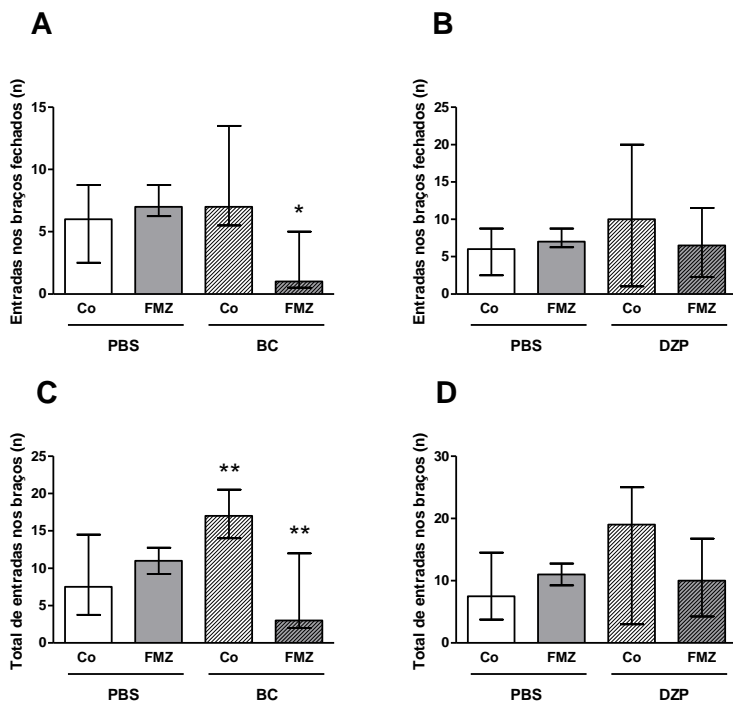 A
Entradas nos braços fechados (n)
15
10
5
0
*
Co FMZ Co FMZ
PBS BC
B
Entradas nos braços fechados (n)
25
20
15
10
5
0
Co FMZ Co FMZ
PBS DZP
C
Total de entradas nos braços (n)
25
20
15
10
5
0
**
**
Co FMZ Co FMZ
PBS BC
D
Total de entradas nos braços (n)
30
20
10
0
Co FMZ Co FMZ
PBS DZP